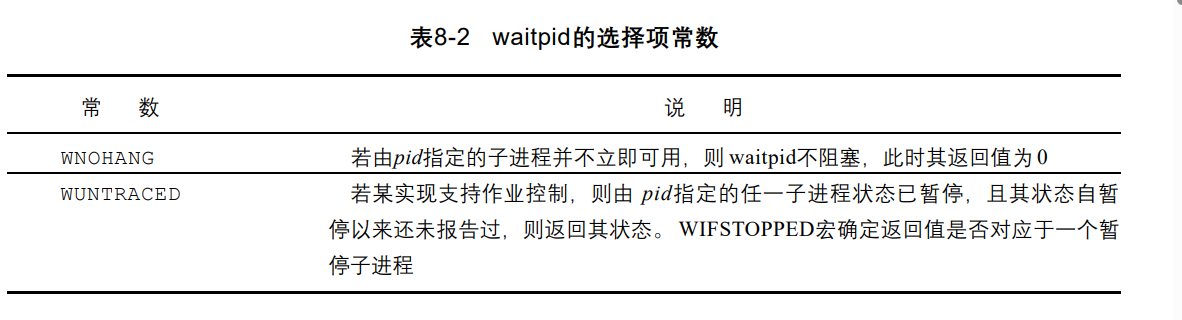 表8-2 waitpid的选择项常数
常 数 说 明
WNOHANG 若由pid指定的子进程并不立即可用，则 waitpid不阻塞，此时其返回值为 0
WUNTRACED 若某实现支持作业控制，则由 pid指定的任一子进程状态已暂停，且其状态自暂
停以来还未报告过，则返回其状态。 WIFSTOPPED宏确定返回值是否对应于一个暂
停子进程